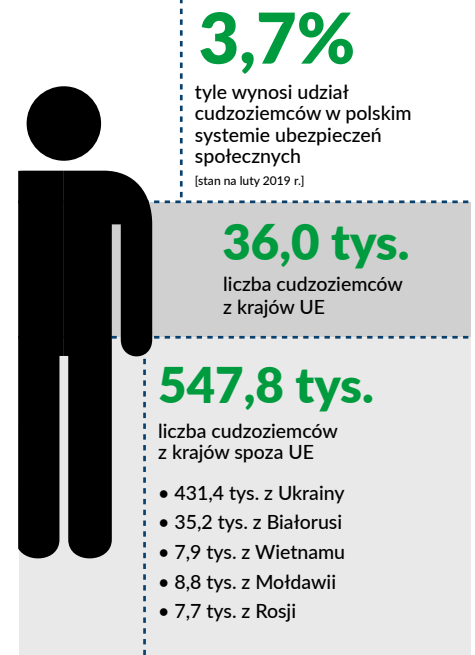 3,7%
tyle wynosi udział
cudzoziemców w polskim
systemie ubezpieczeń
społecznych
[stan na luty 2019 r.]
36,0 tys.
liczba cudzoziemców
z krajów UE
547,8 tys.
liczba cudzoziemców
z krajów spoza UE
• 431,4 tys. z Ukrainy
• 35,2 tys. z Białorusi
• 7,9 tys. z Wietnamu
• 8,8 tys. z Mołdawii
• 7,7 tys. z Rosji